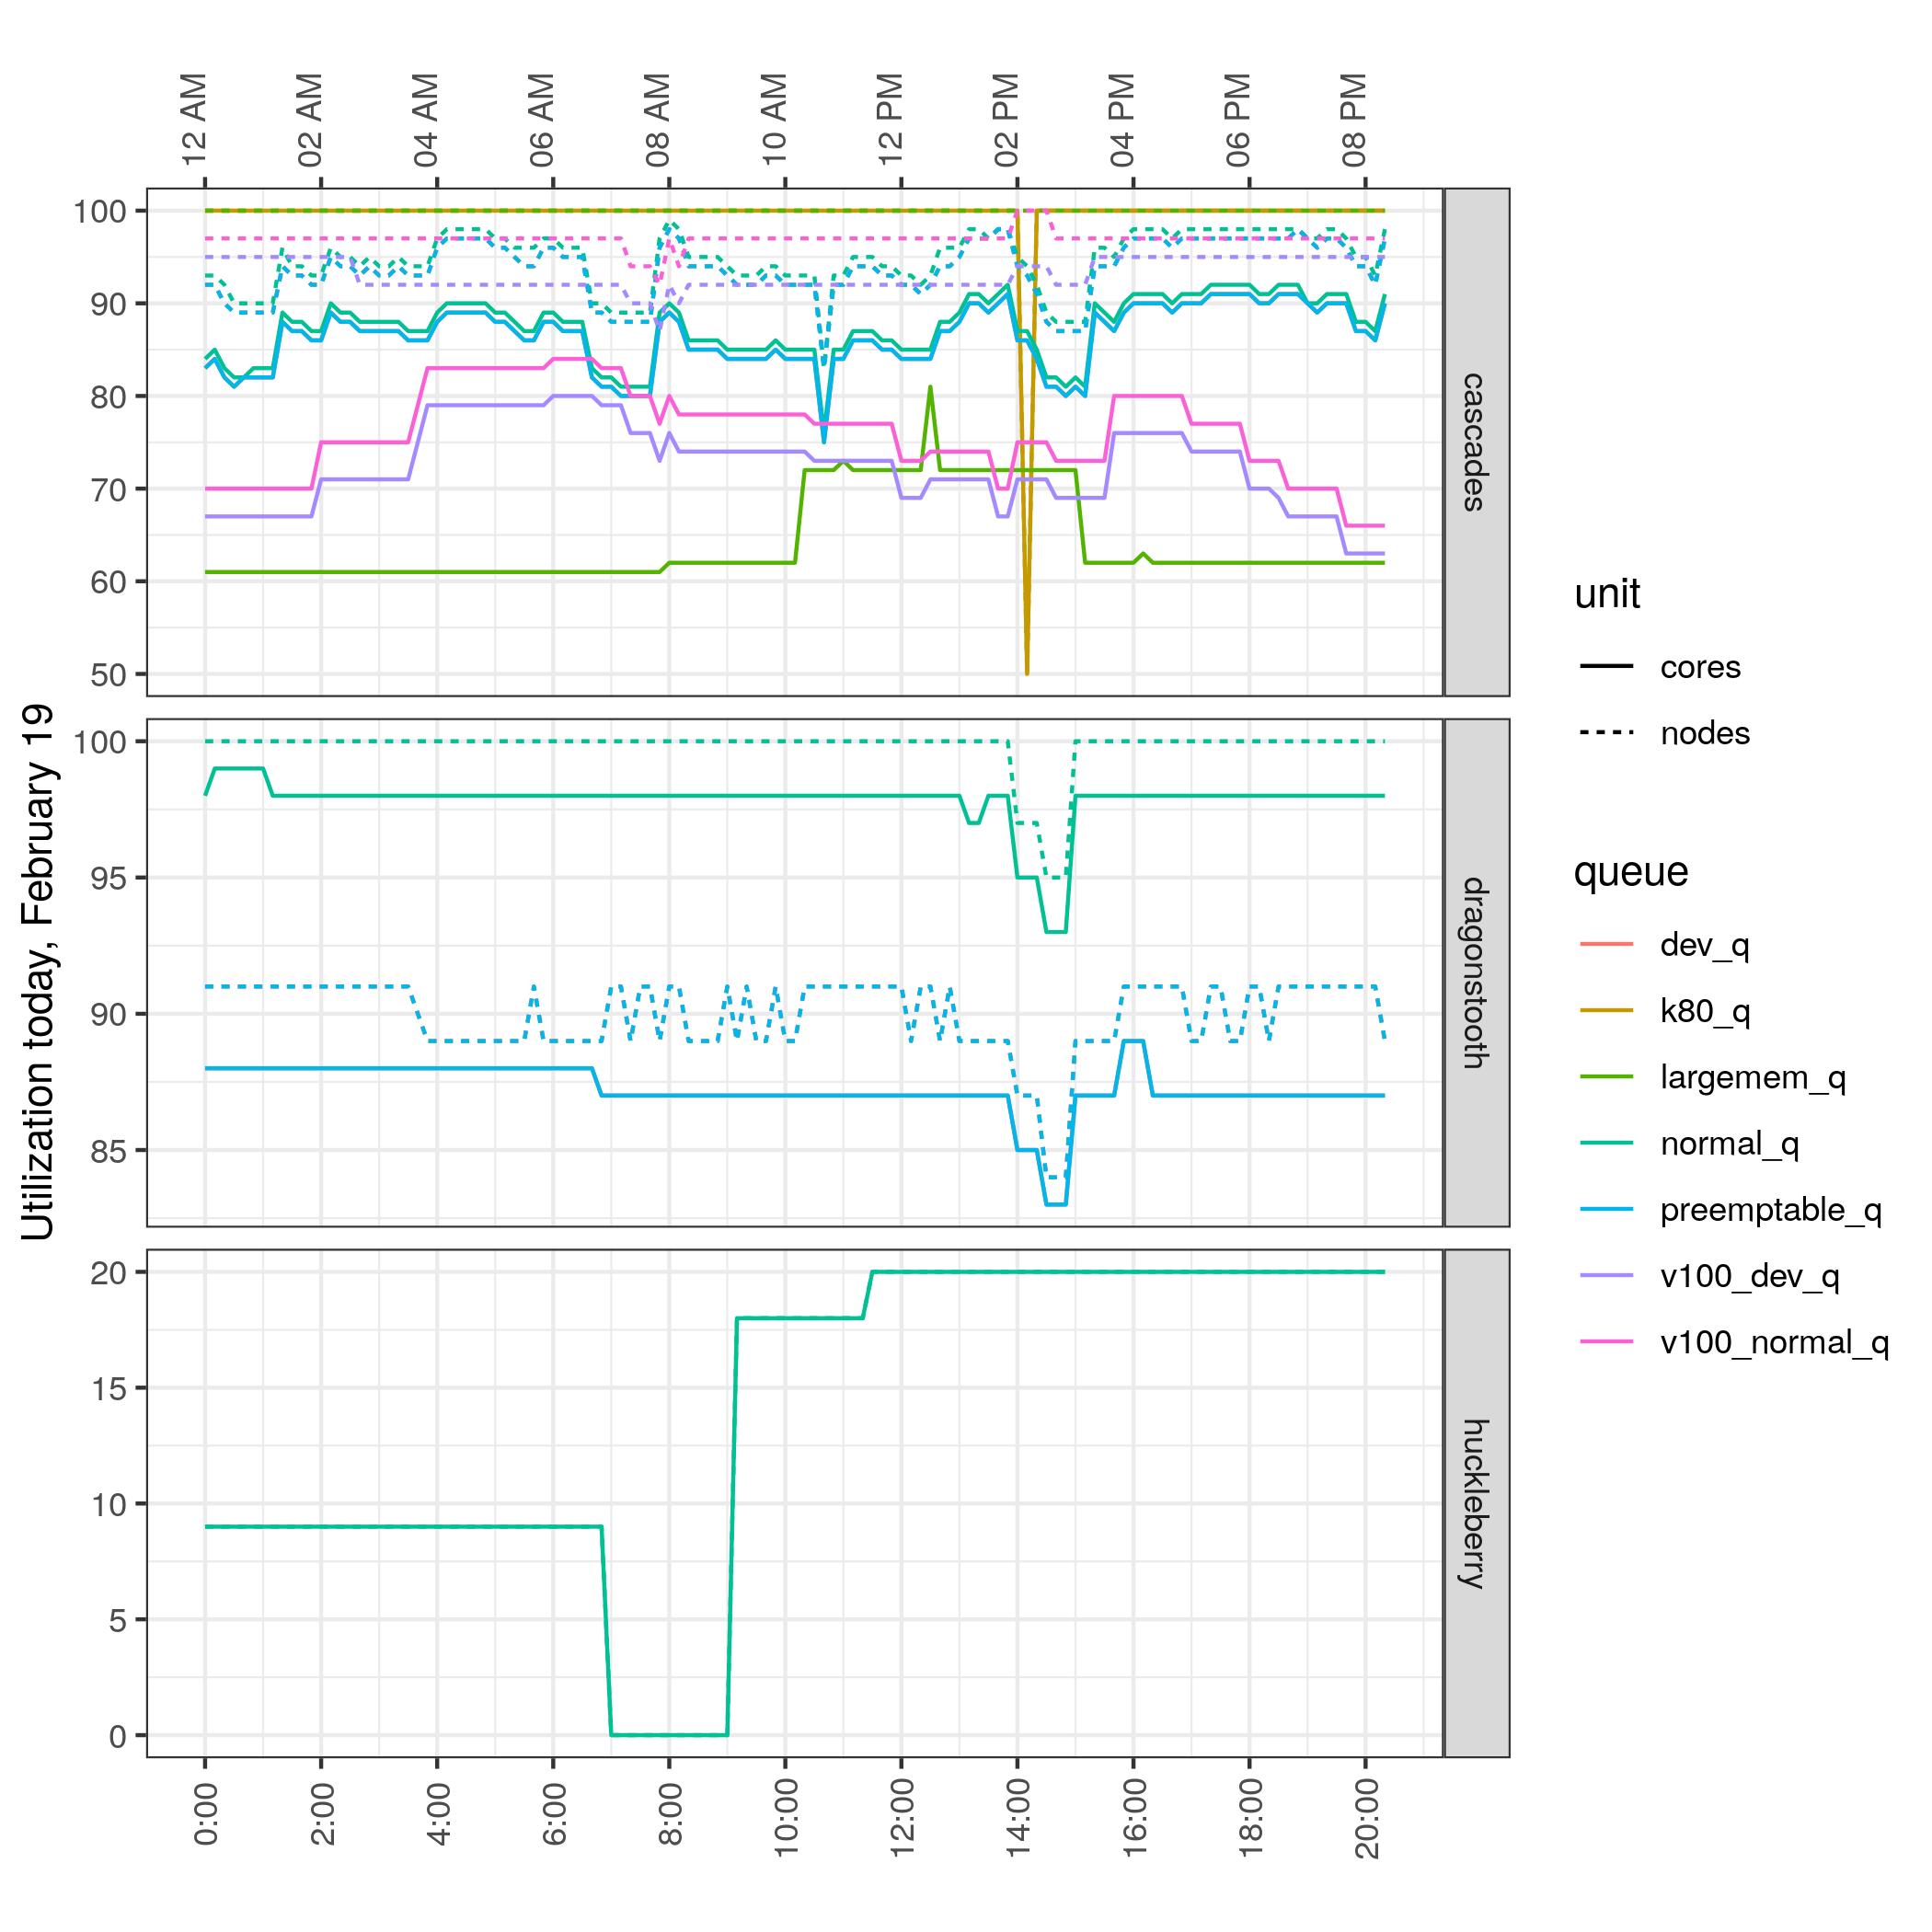 12 AM
02 AM
04 AM
06 AM
08 AM
10 AM
12 PM
02 PM
04 PM
06 PM
08 PM
Utilization today, February 19
100
90
80
70
60
50
cascades
100
95
90
85
dragonstooth
20
15
10
5
0
huckleberry
0:00
2:00
4:00
6:00
8:00
10:00
12:00
14:00
16:00
18:00
20:00
unit
cores
nodes
queue
dev_q
k80_q
largemem_q
normal_q
preemptable_q
v100_dev_q
v100_normal_q